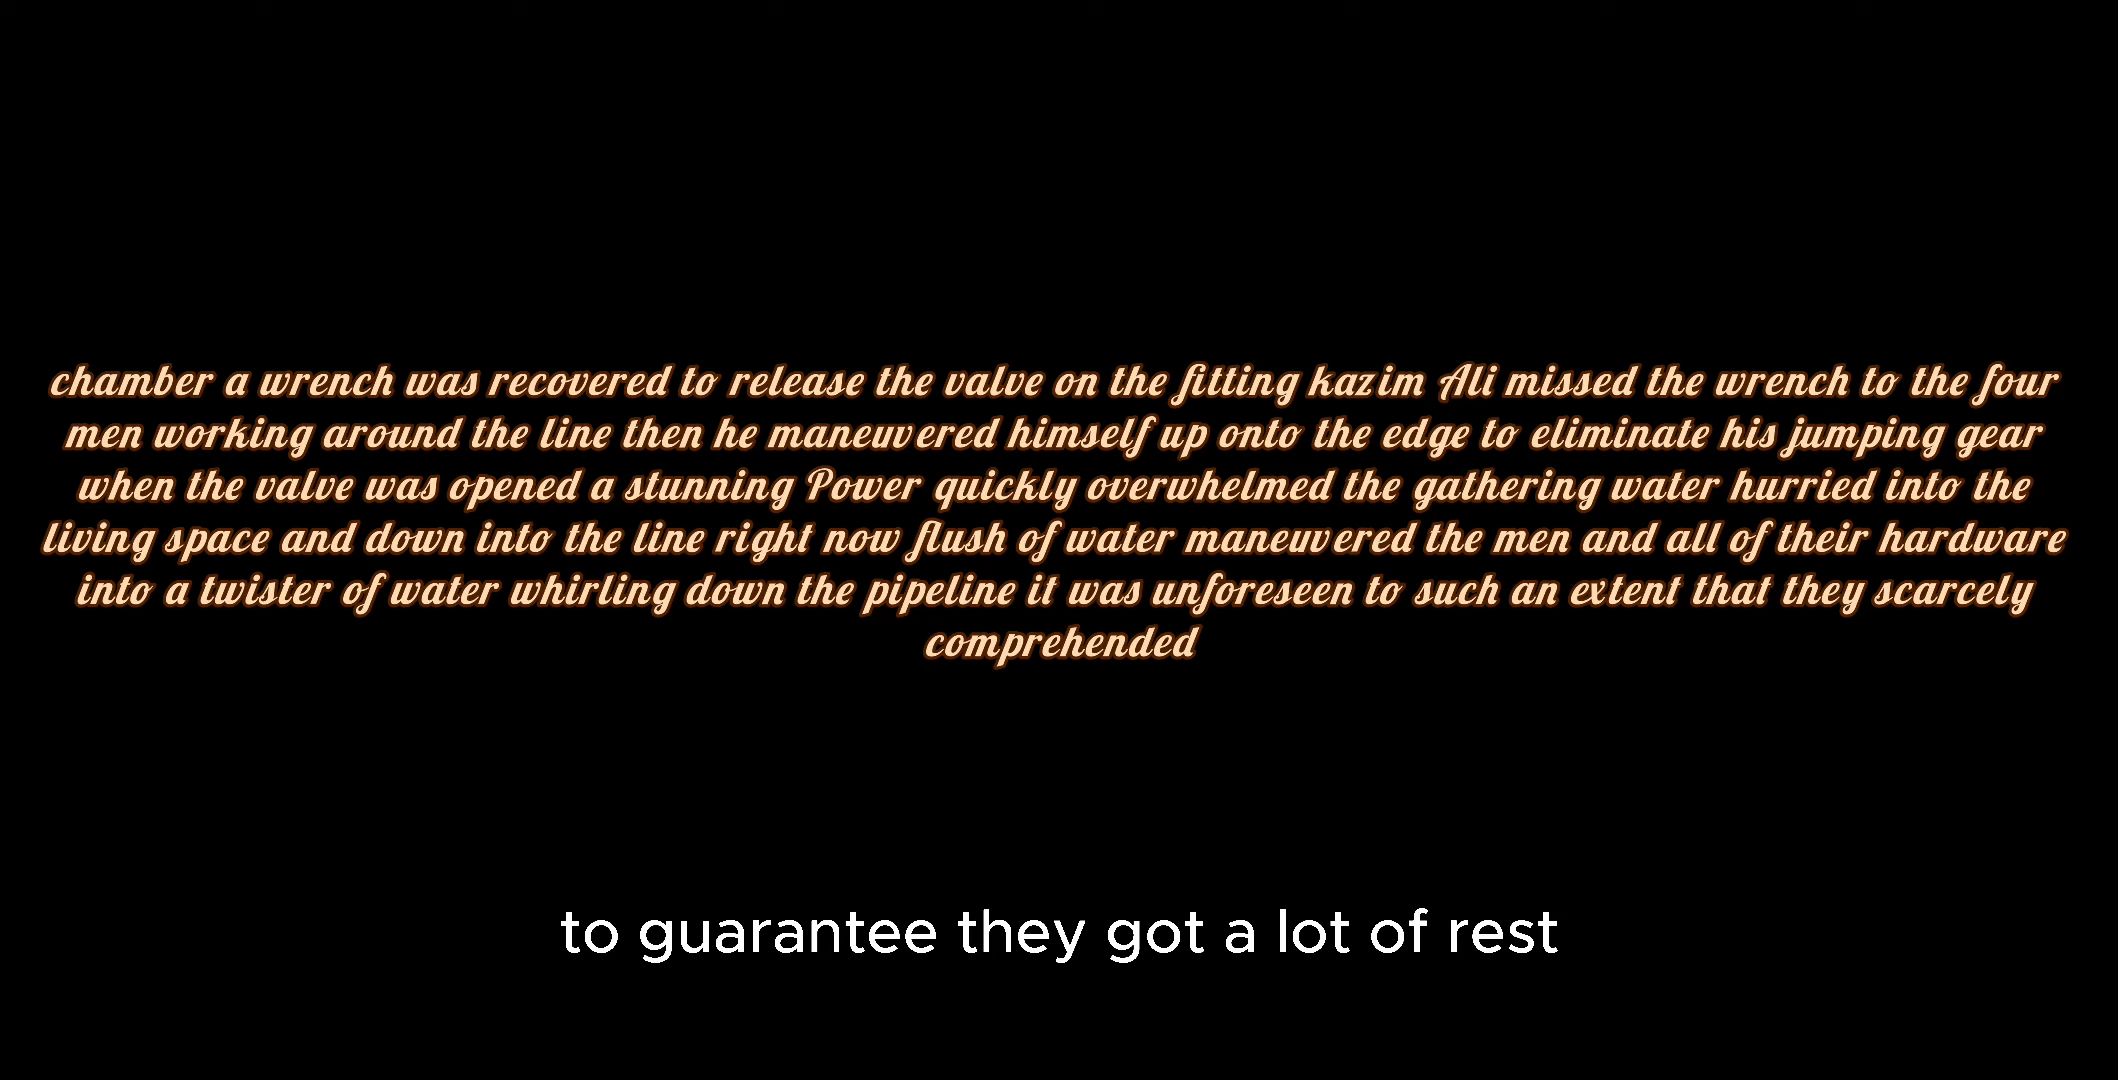 chamber a wrench was recovered to release the valve on the fitting kazim Ali missed the wrench to the four
men working around the line then he maneuvered himself up onto the edge to eliminate his jumping gear
when the valve was opened a stunning Power quickly overwhelmed the gathering water hurried into the
living space and down into the line right now flush of water maneuvered the men and all of their hardware
into a twister of water whirling down the pipeline it was unforeseen to such an extent that they scarcely
comprehended
to guarantee they got a lot of rest